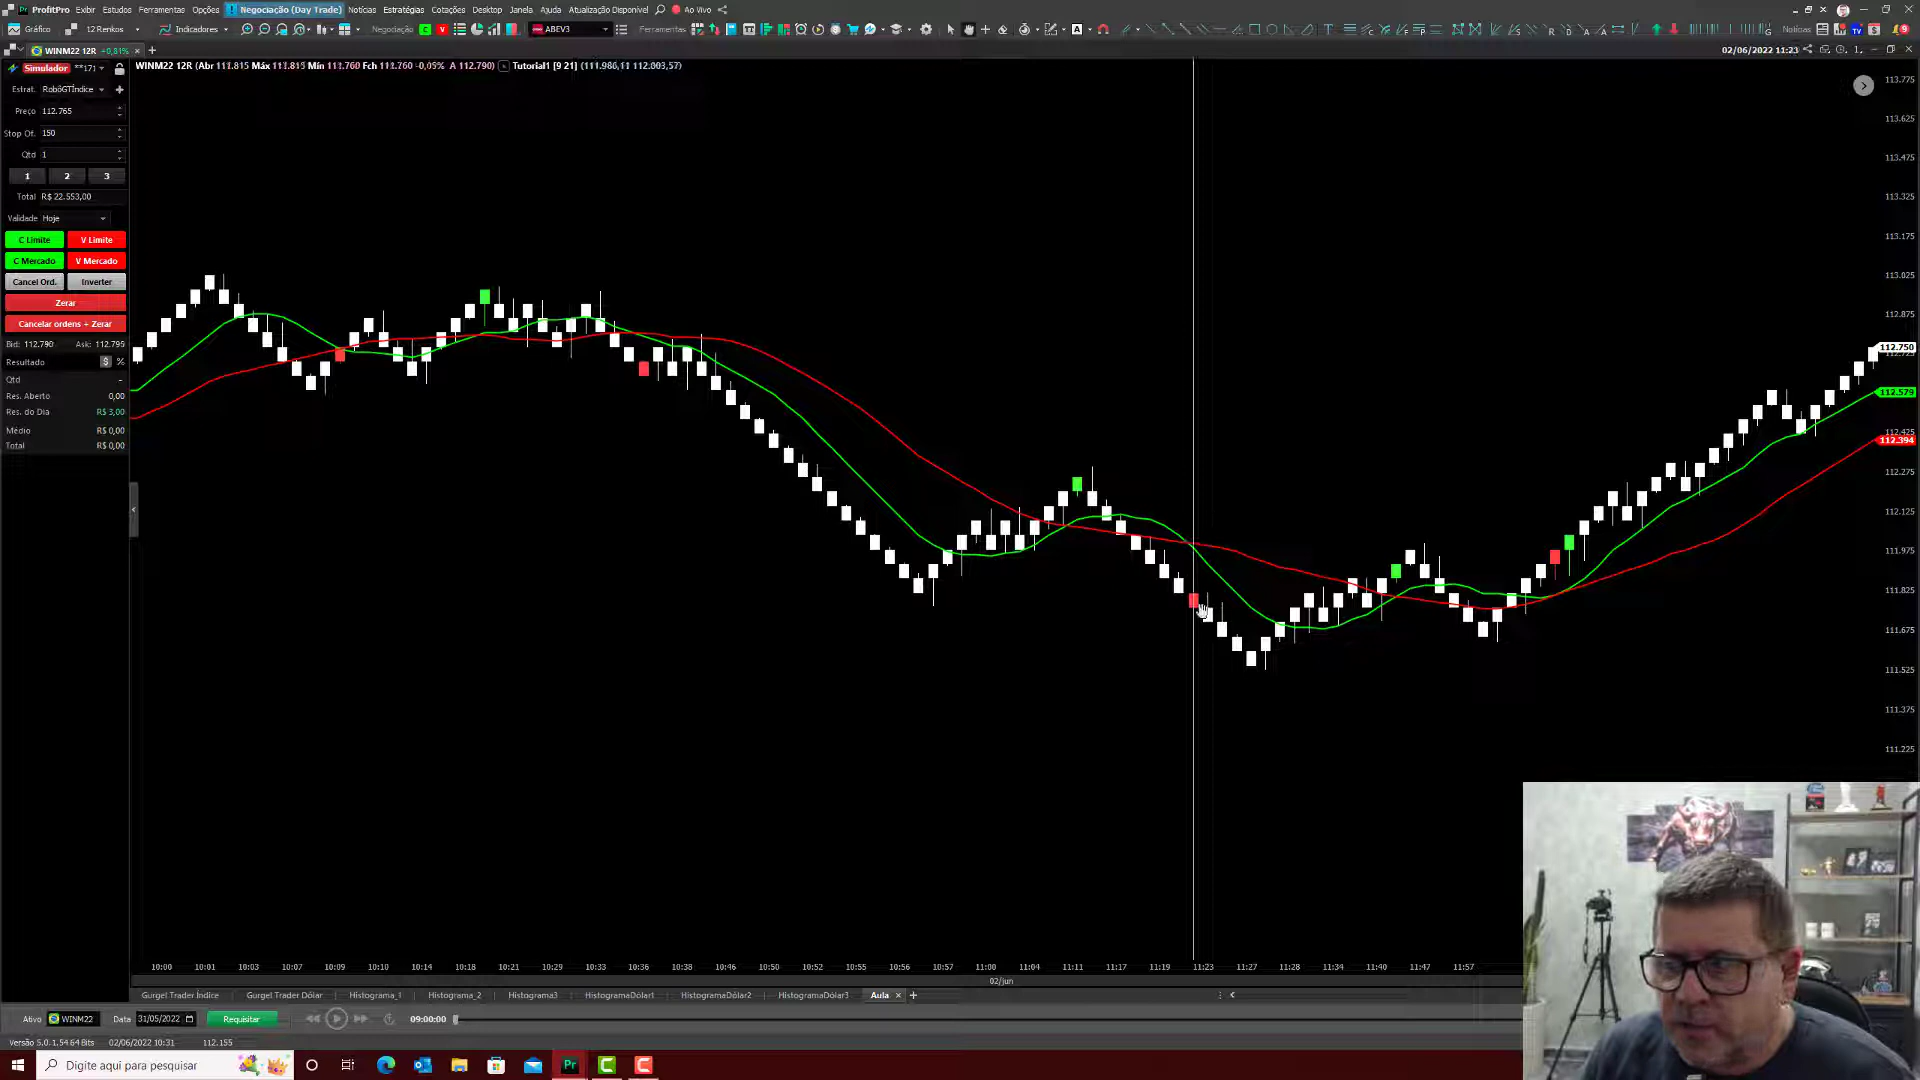 ProfitPro Exibir Estudos Ferramentas Opções Negociação (Day Trade) Notícias Estratégias Cotações Desktop Janela Ajuda Atualização Disponível Ao Vivo
Gráfico 12 Renkos Indicadores Negociação C V ABEV3 Ferramentas Notícias
WINM22 12R +0,81% 02/06/2022 11:23
Simulador **171 WINM22 12R (Abr 111.815 Máx 111.815 Mín 111.760 Fch 111.760 -0,05% A 112.790) Tutorial1 [9 21] (111.986,11 112.003,57)
Estrat. RobôGTÍndice
Preço 112.765
Stop Of. 150
Qtd 1
1 2 3
Total R$ 22.553,00
Validade Hoje
C Limite V Limite
C Mercado V Mercado
Cancel Ord. Inverter
Zerar
Cancelar ordens + Zerar
Bid: 112.790 Ask: 112.795
Resultado $ %
Qtd -
Res. Aberto 0,00
Res. do Dia R$ 3,00
Médio R$ 0,00
Total R$ 0,00
113.775
113.625
113.475
113.325
113.175
113.025
112.875
112.750
112.579
112.425
112.394
112.275
112.125
111.975
111.825
111.675
111.525
111.375
111.225
10:00 10:01 10:03 10:07 10:09 10:10 10:14 10:18 10:21 10:29 10:33 10:36 10:38 10:46 10:50 10:52 10:55 10:56 10:57 11:00 11:04 11:11 11:17 11:19 11:23 11:27 11:28 11:34 11:40 11:47 11:57
02/jun
Gurgel Trader Índice Gurgel Trader Dólar Histograma_1 Histograma_2 Histograma3 HistogramaDólar1 HistogramaDólar2 HistogramaDólar3 Aula
Ativo WINM22 Data 31/05/2022 Requisitar 09:00:00
Versão 5.0.1.54 64 Bits 02/06/2022 10:31 112.155
Digite aqui para pesquisar